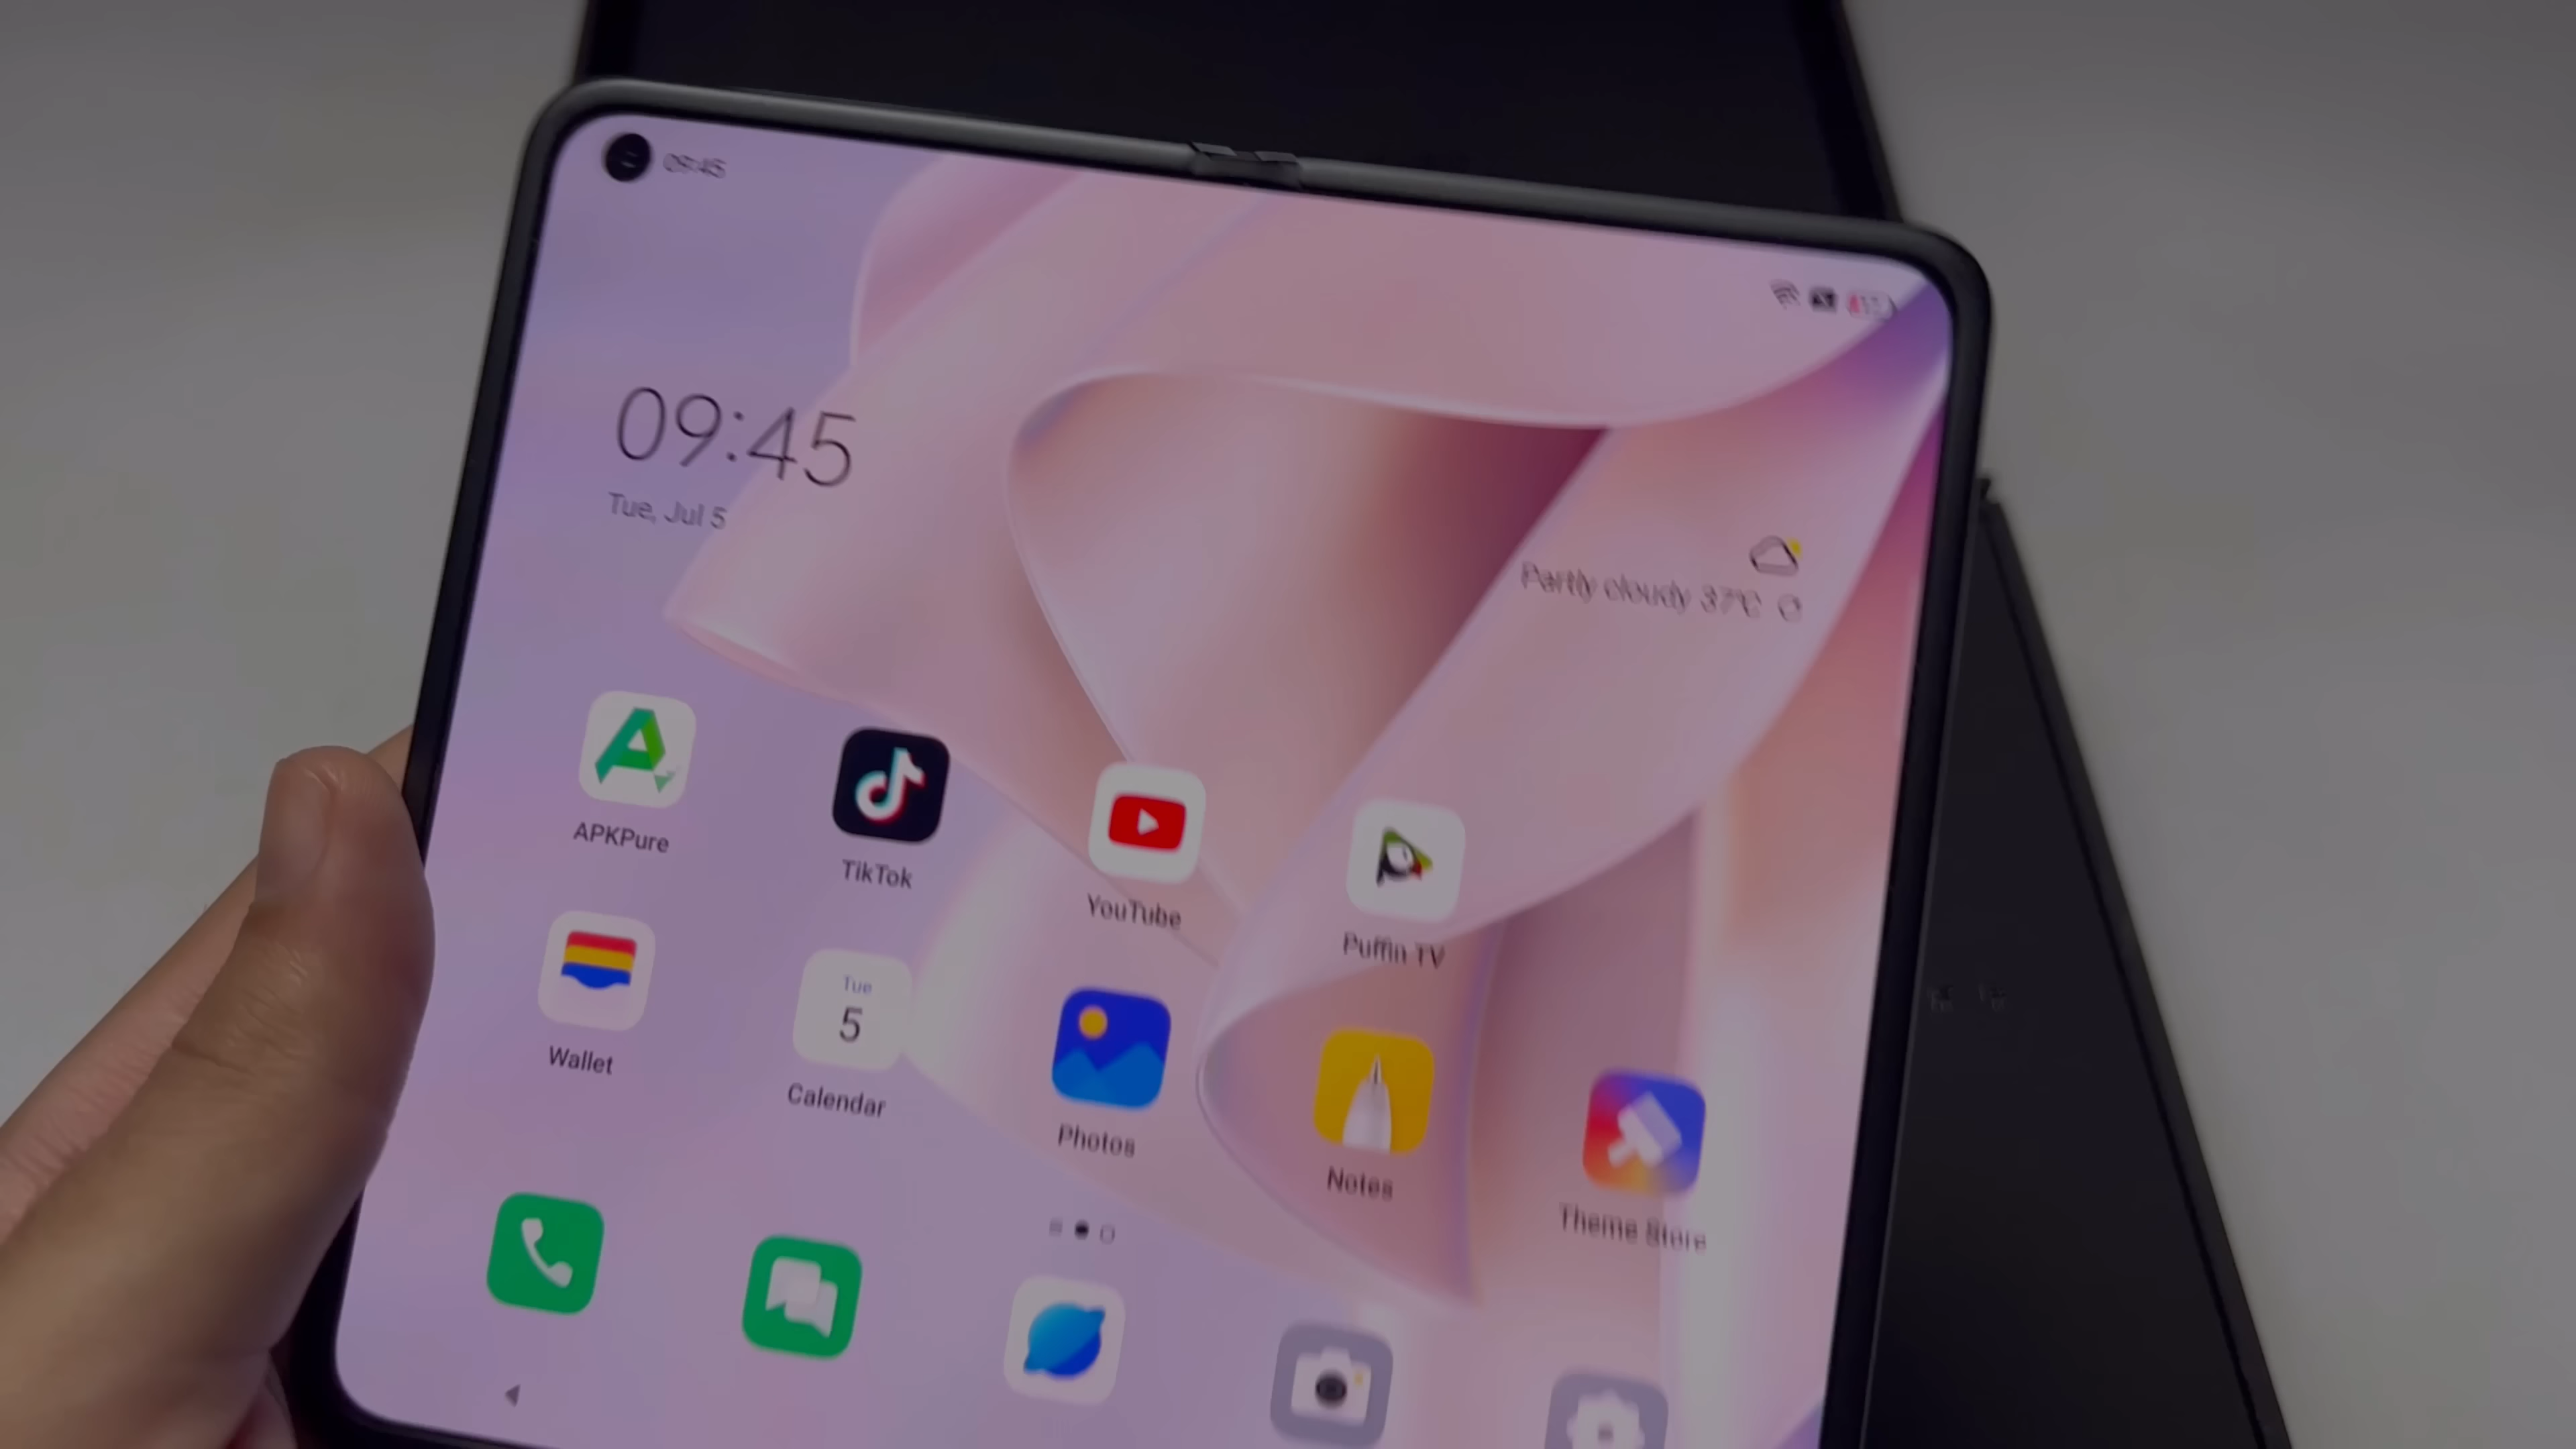 09:45
09:45
Tue, Jul 5
Partly cloudy 37°C
APKPure
TikTok
YouTube
Puffin TV
Wallet
Tue
5
Calendar
Photos
Notes
Theme Store